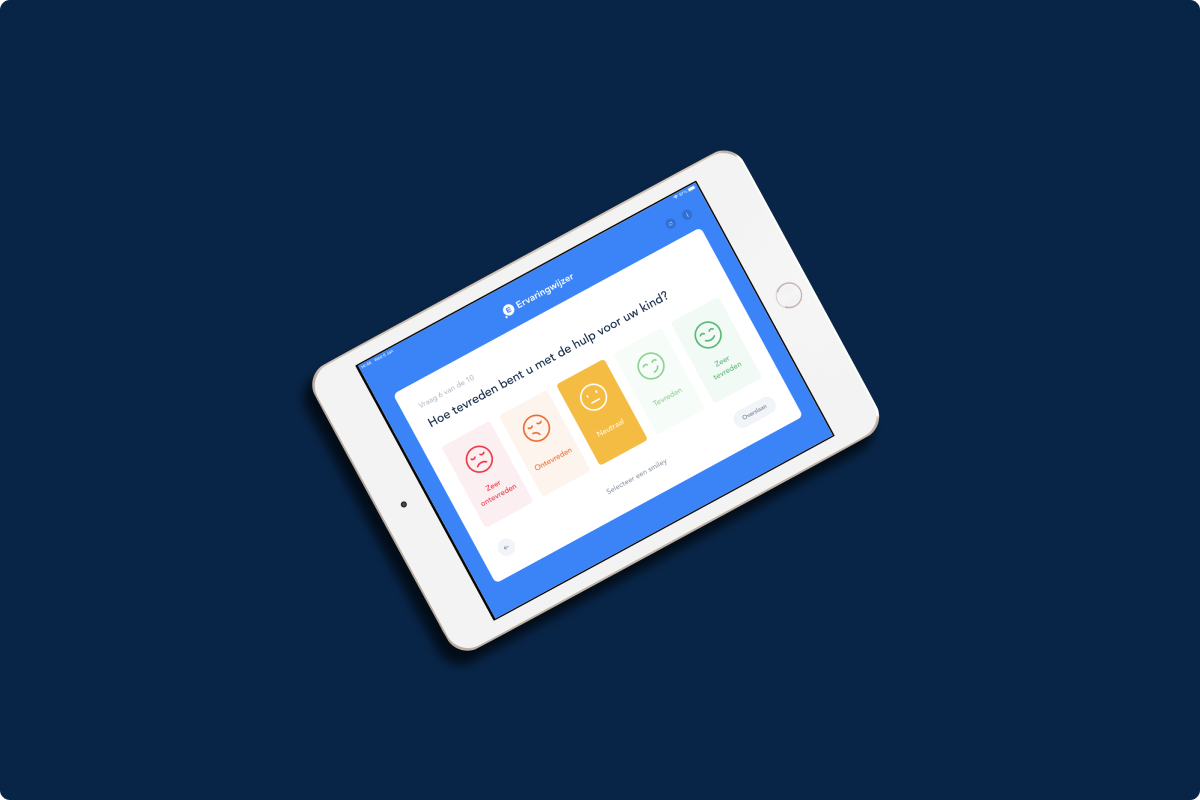 Ervaringwijzer
Vraag 6 van de 10
Hoe tevreden bent u met de hulp voor uw kind?
Zeer
ontevreden
Ontevreden
Neutraal
Tevreden
Zeer
tevreden
Selecteer een smiley
Overslaan